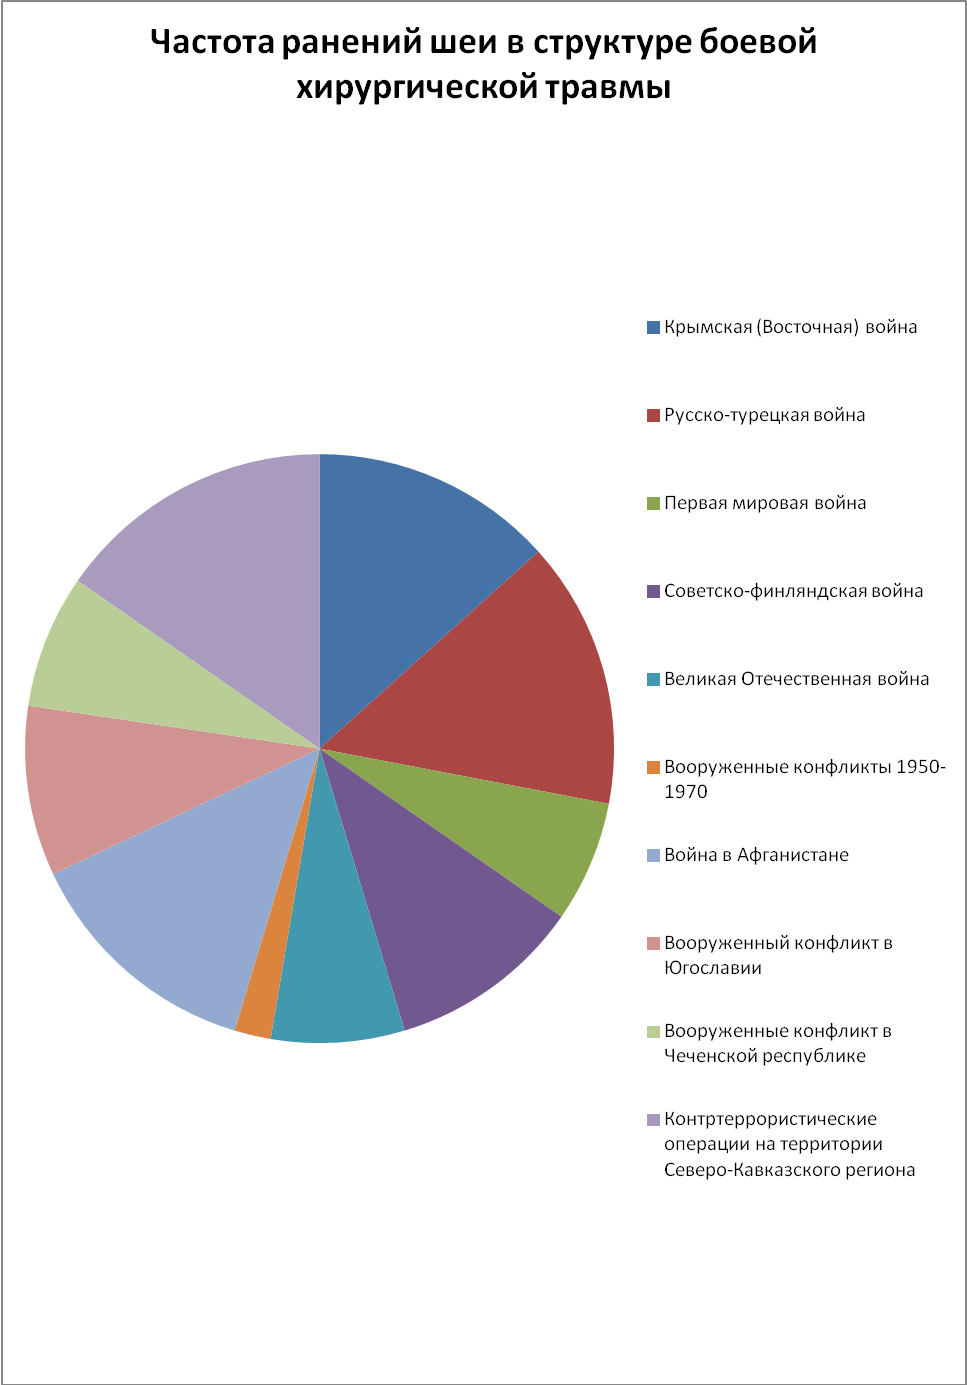 Частота ранений шеи в структуре боевой
хирургической травмы
Крымская (Восточная) война
Русско-турецкая война
Первая мировая война
Советско-финляндская война
Великая Отечественная война
Вооруженные конфликты 1950-
1970
Война в Афганистане
Вооруженный конфликт в
Югославии
Вооруженные конфликт в
Чеченской республике
Контртеррористические
операции на территории
Северо-Кавказского региона